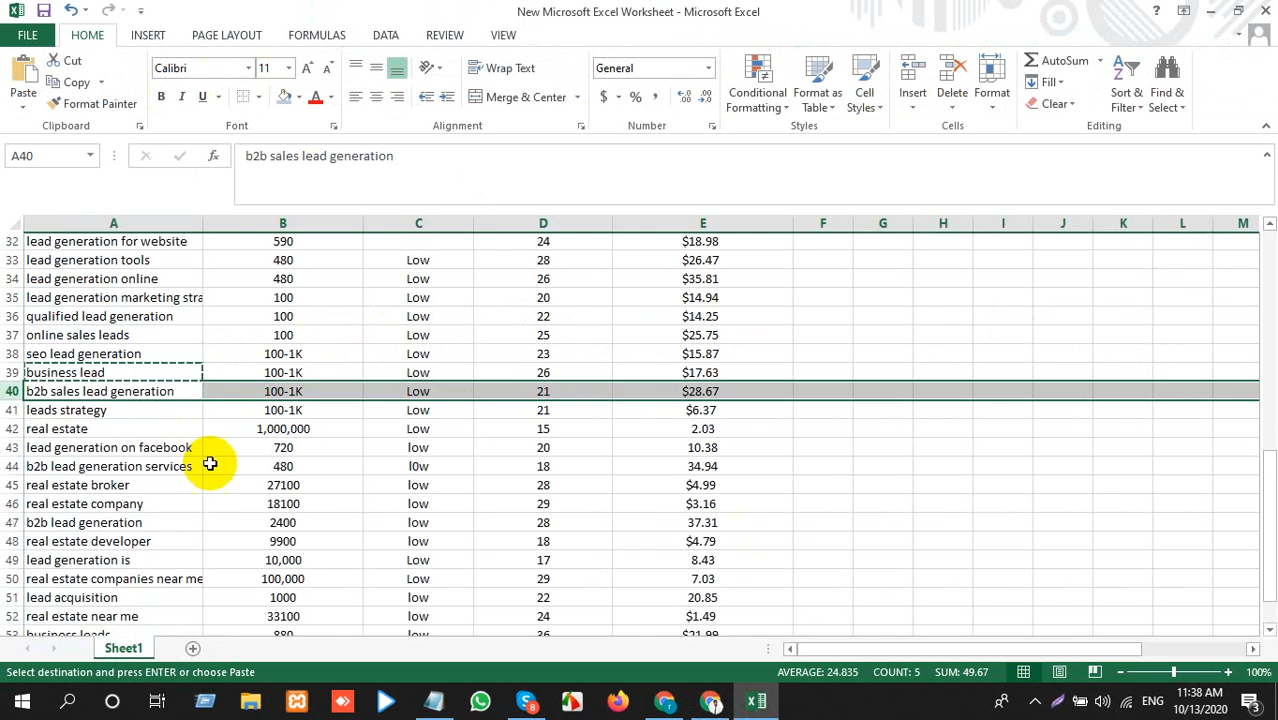 New Microsoft Excel Worksheet - Microsoft Excel
FILE HOME INSERT PAGE LAYOUT FORMULAS DATA REVIEW VIEW
Paste Cut Copy Format Painter
Calibri 11
B I U A
Wrap Text
Merge & Center
General
$ % ,
Conditional Formatting
Format as Table
Cell Styles
Insert Delete Format
AutoSum
Fill
Clear
Sort & Filter
Find & Select
Clipboard Font Alignment Number Styles Cells Editing
A40 fx b2b sales lead generation
A B C D E F G H I J K L M
32 lead generation for website 590 24 $18.98
33 lead generation tools 480 Low 28 $26.47
34 lead generation online 480 Low 26 $35.81
35 lead generation marketing stra 100 Low 20 $14.94
36 qualified lead generation 100 Low 22 $14.25
37 online sales leads 100 Low 25 $25.75
38 seo lead generation 100-1K Low 23 $15.87
39 business lead 100-1K Low 26 $17.63
40 b2b sales lead generation 100-1K Low 21 $28.67
41 leads strategy 100-1K Low 21 $6.37
42 real estate 1,000,000 Low 15 2.03
43 lead generation on facebook 720 low 20 10.38
44 b2b lead generation services 480 l0w 18 34.94
45 real estate broker 27100 low 28 $4.99
46 real estate company 18100 low 28 $3.16
47 b2b lead generation 2400 low 28 37.31
48 real estate developer 9900 low 18 $4.79
49 lead generation is 10,000 Low 17 8.43
50 real estate companies near me 100,000 Low 29 7.03
51 lead acquisition 1000 low 22 20.85
52 real estate near me 33100 low 24 $1.49
53 business leads 880 low 36 $21.99
Sheet1
Select destination and press ENTER or choose Paste AVERAGE: 24.835 COUNT: 5 SUM: 49.67 100%
ENG 11:38 AM
10/13/2020
3